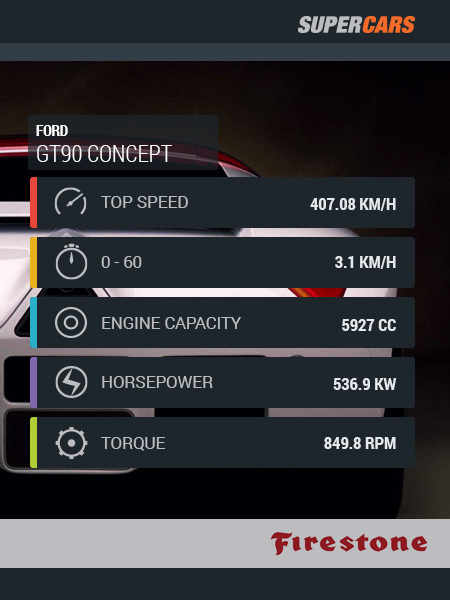 SUPERCARS
FORD
GT90 CONCEPT
TOP SPEED 407.08 KM/H
0 - 60 3.1 KM/H
ENGINE CAPACITY 5927 CC
HORSEPOWER 536.9 KW
TORQUE 849.8 RPM
Firestone